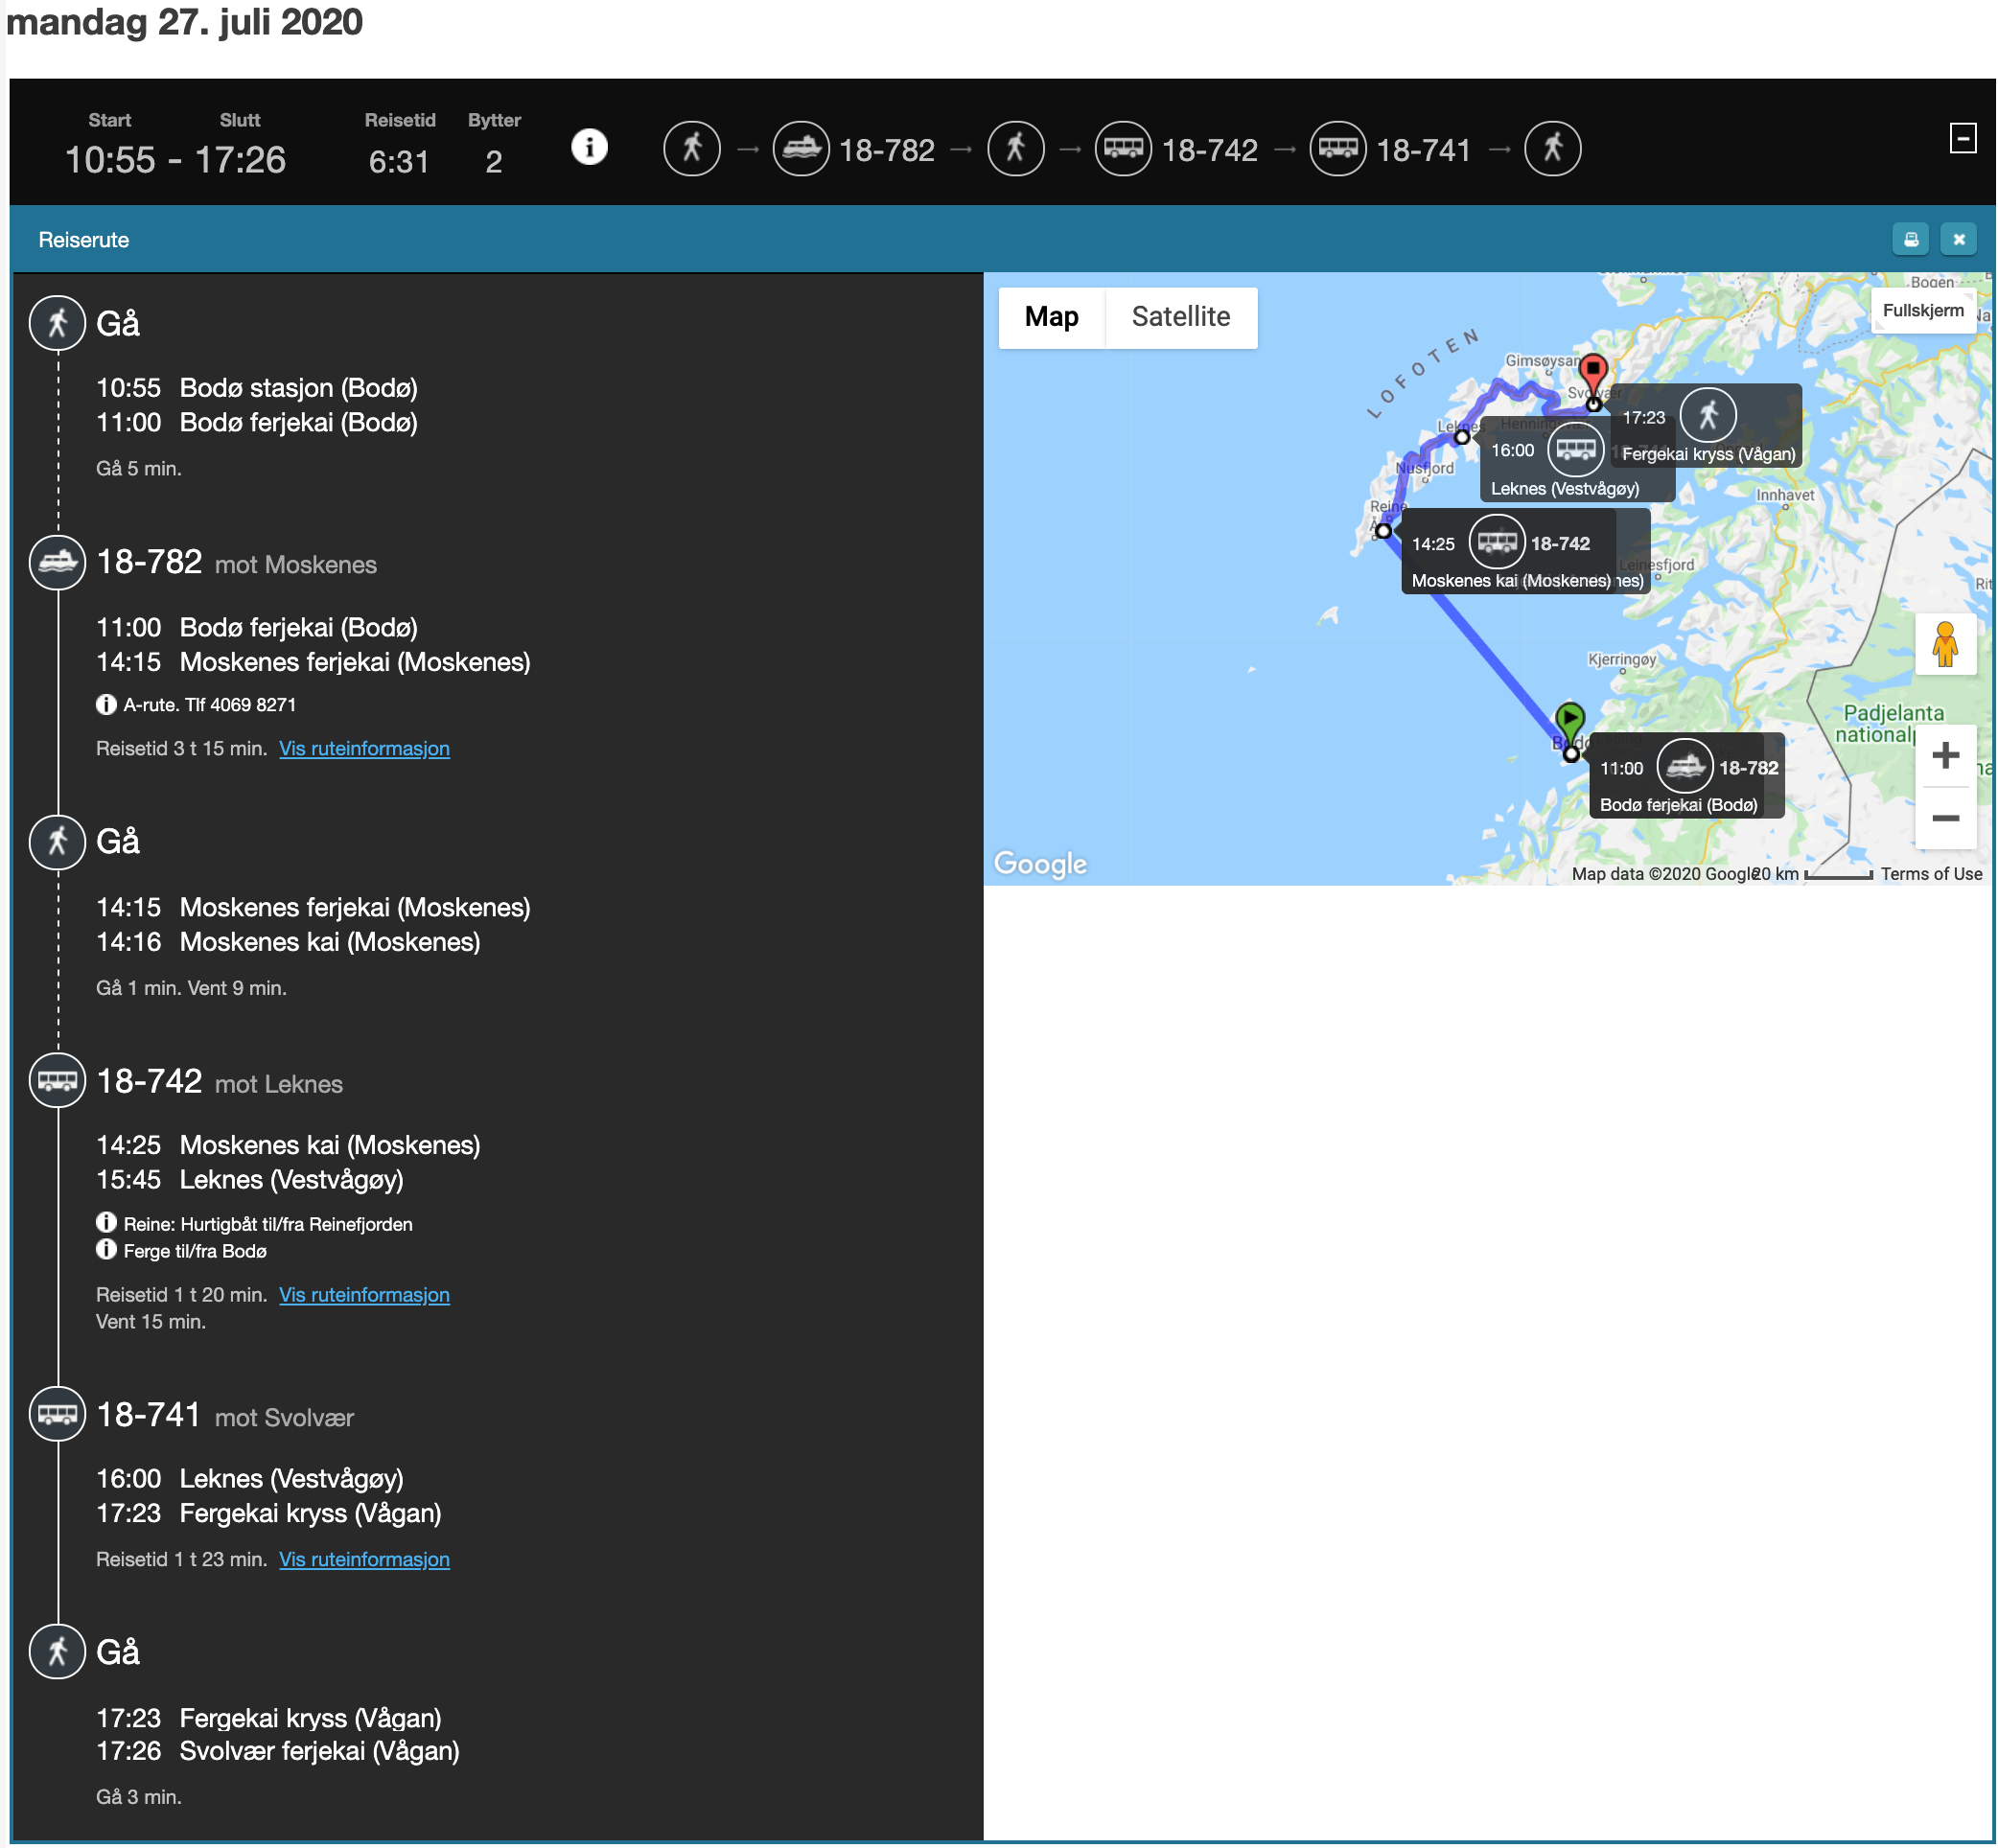 mandag 27. juli 2020
Start Slutt Reisetid Bytter
10:55 - 17:26 6:31 2
18-782 18-742 18-741
Reiserute
Gå
10:55 Bodø stasjon (Bodø)
11:00 Bodø ferjekai (Bodø)
Gå 5 min.
18-782 mot Moskenes
11:00 Bodø ferjekai (Bodø)
14:15 Moskenes ferjekai (Moskenes)
A-rute. Tlf 4069 8271
Reisetid 3 t 15 min. Vis ruteinformasjon
Gå
14:15 Moskenes ferjekai (Moskenes)
14:16 Moskenes kai (Moskenes)
Gå 1 min. Vent 9 min.
18-742 mot Leknes
14:25 Moskenes kai (Moskenes)
15:45 Leknes (Vestvågøy)
Reine: Hurtigbåt til/fra Reinefjorden
Ferge til/fra Bodø
Reisetid 1 t 20 min. Vis ruteinformasjon
Vent 15 min.
18-741 mot Svolvær
16:00 Leknes (Vestvågøy)
17:23 Fergekai kryss (Vågan)
Reisetid 1 t 23 min. Vis ruteinformasjon
Gå
17:23 Fergekai kryss (Vågan)
17:26 Svolvær ferjekai (Vågan)
Gå 3 min.
Map Satellite
Bogen
Fullskjerm
LOFOTEN
Gimsøysan
Svolvær
17:23
Fergekai kryss (Vågan)
Leknes
16:00
Leknes (Vestvågøy)
Nusfjord
Innhavet
Reine
Å
14:25 18-742
Moskenes kai (Moskenes)
Leinesfjord
Kjerringøy
Padjelanta
Bodø
11:00 18-782
Bodø ferjekai (Bodø)
Google
Map data ©2020 Google 20 km Terms of Use